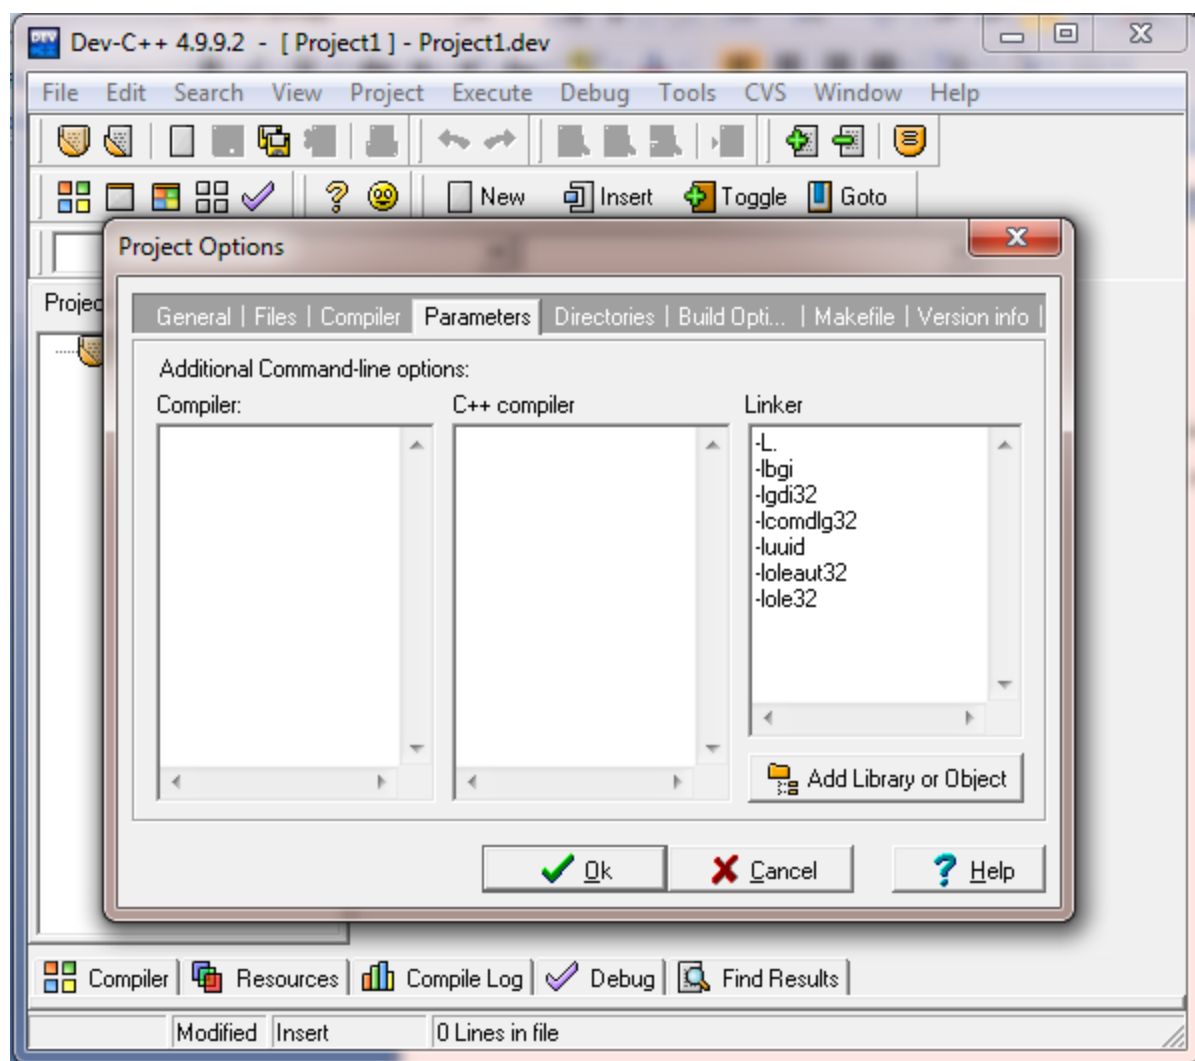 Dev-C++ 4.9.9.2 - [ Project1 ] - Project1.dev
File Edit Search View Project Execute Debug Tools CVS Window Help
New Insert Toggle Goto
Project Options
General Files Compiler Parameters Directories Build Opti... Makefile Version info
Additional Command-line options:
Compiler: C++ compiler Linker
-L.
-lbgi
-lgdi32
-lcomdlg32
-luuid
-loleaut32
-lole32
Add Library or Object
Ok Cancel Help
Compiler Resources Compile Log Debug Find Results
Modified Insert 0 Lines in file